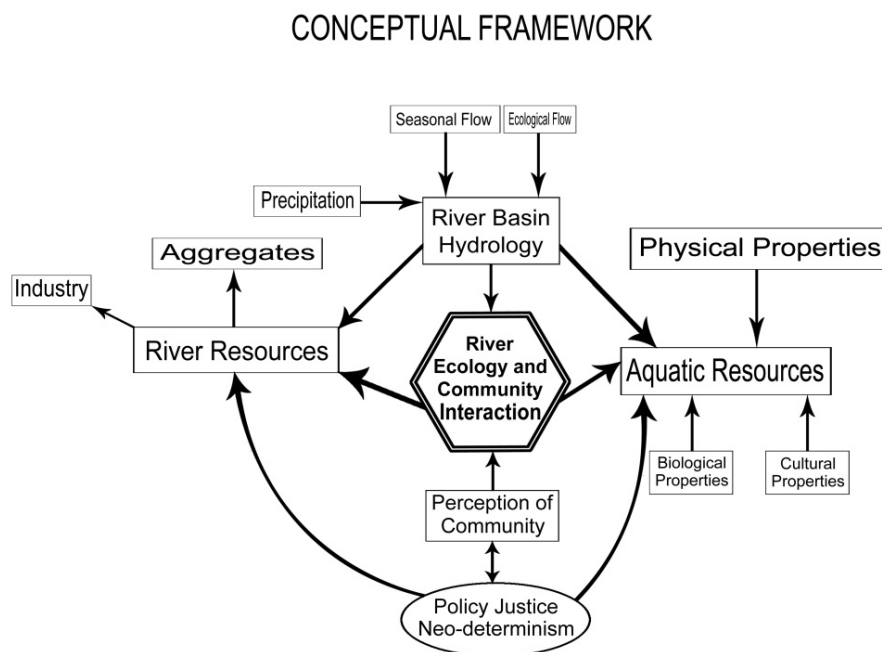 CONCEPTUAL FRAMEWORK
Seasonal Flow
Ecological Flow
Precipitation
River Basin
Hydrology
Physical Properties
Aggregates
Industry
River Resources
River
Ecology and
Community
Interaction
Aquatic Resources
Biological
Properties
Cultural
Properties
Perception of
Community
Policy Justice
Neo-determinism